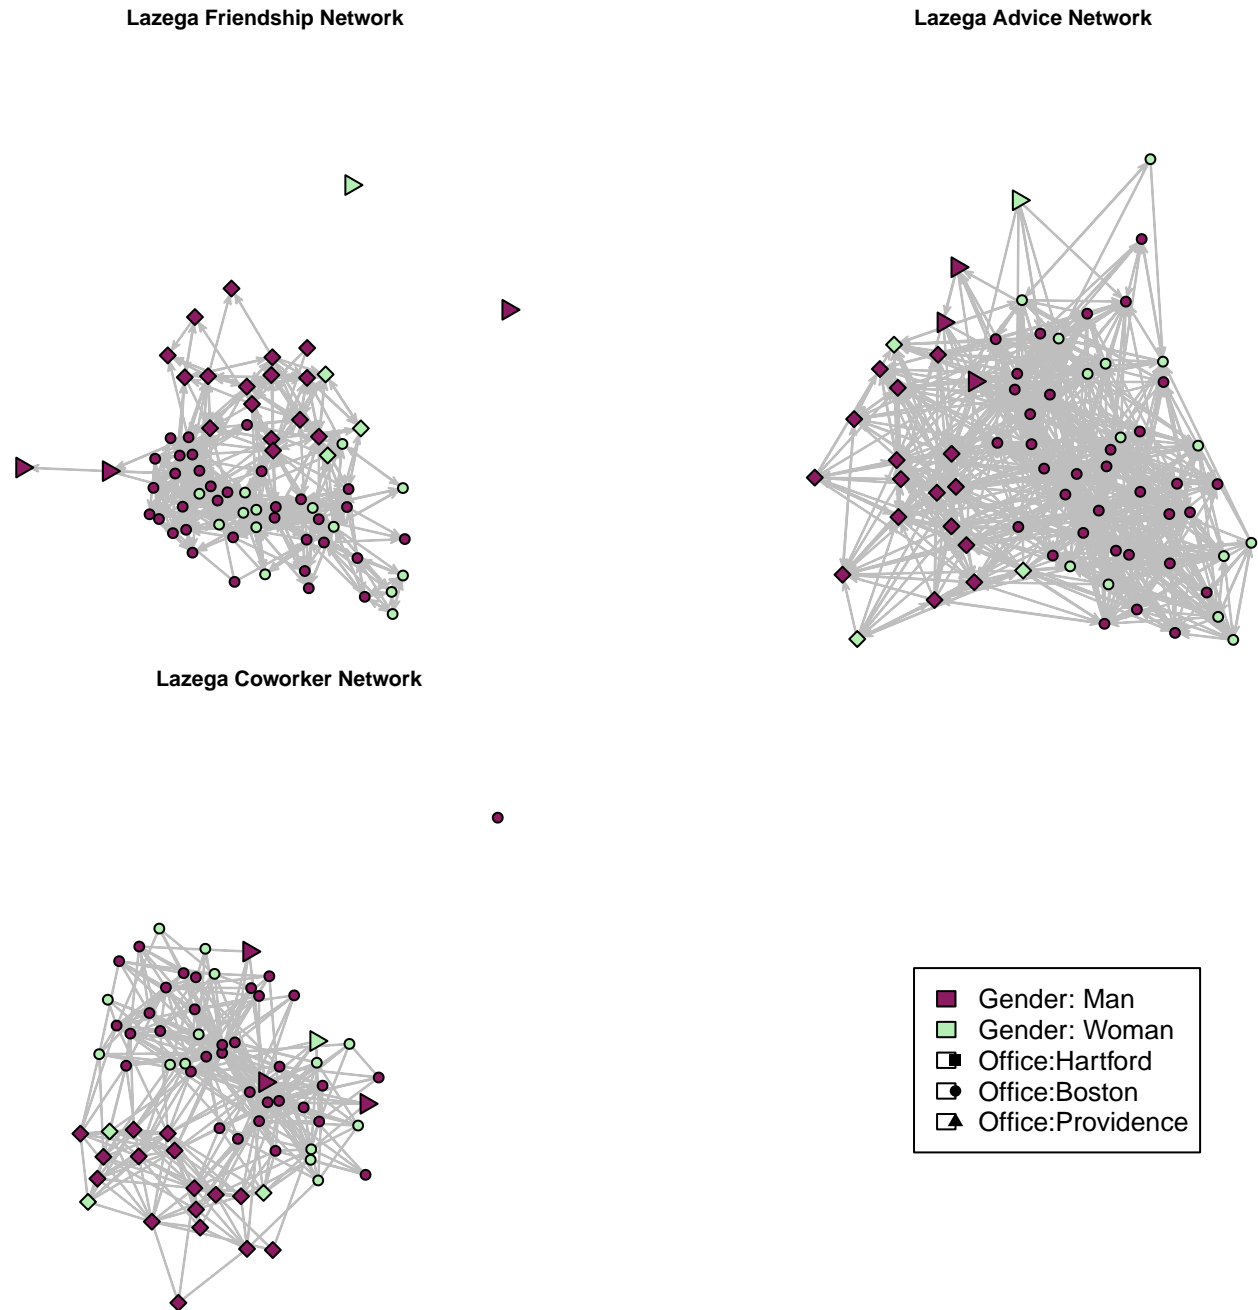 Lazega Friendship Network
Lazega Advice Network
Lazega Coworker Network
Gender: Man
Gender: Woman
Office:Hartford
Office:Boston
Office:Providence